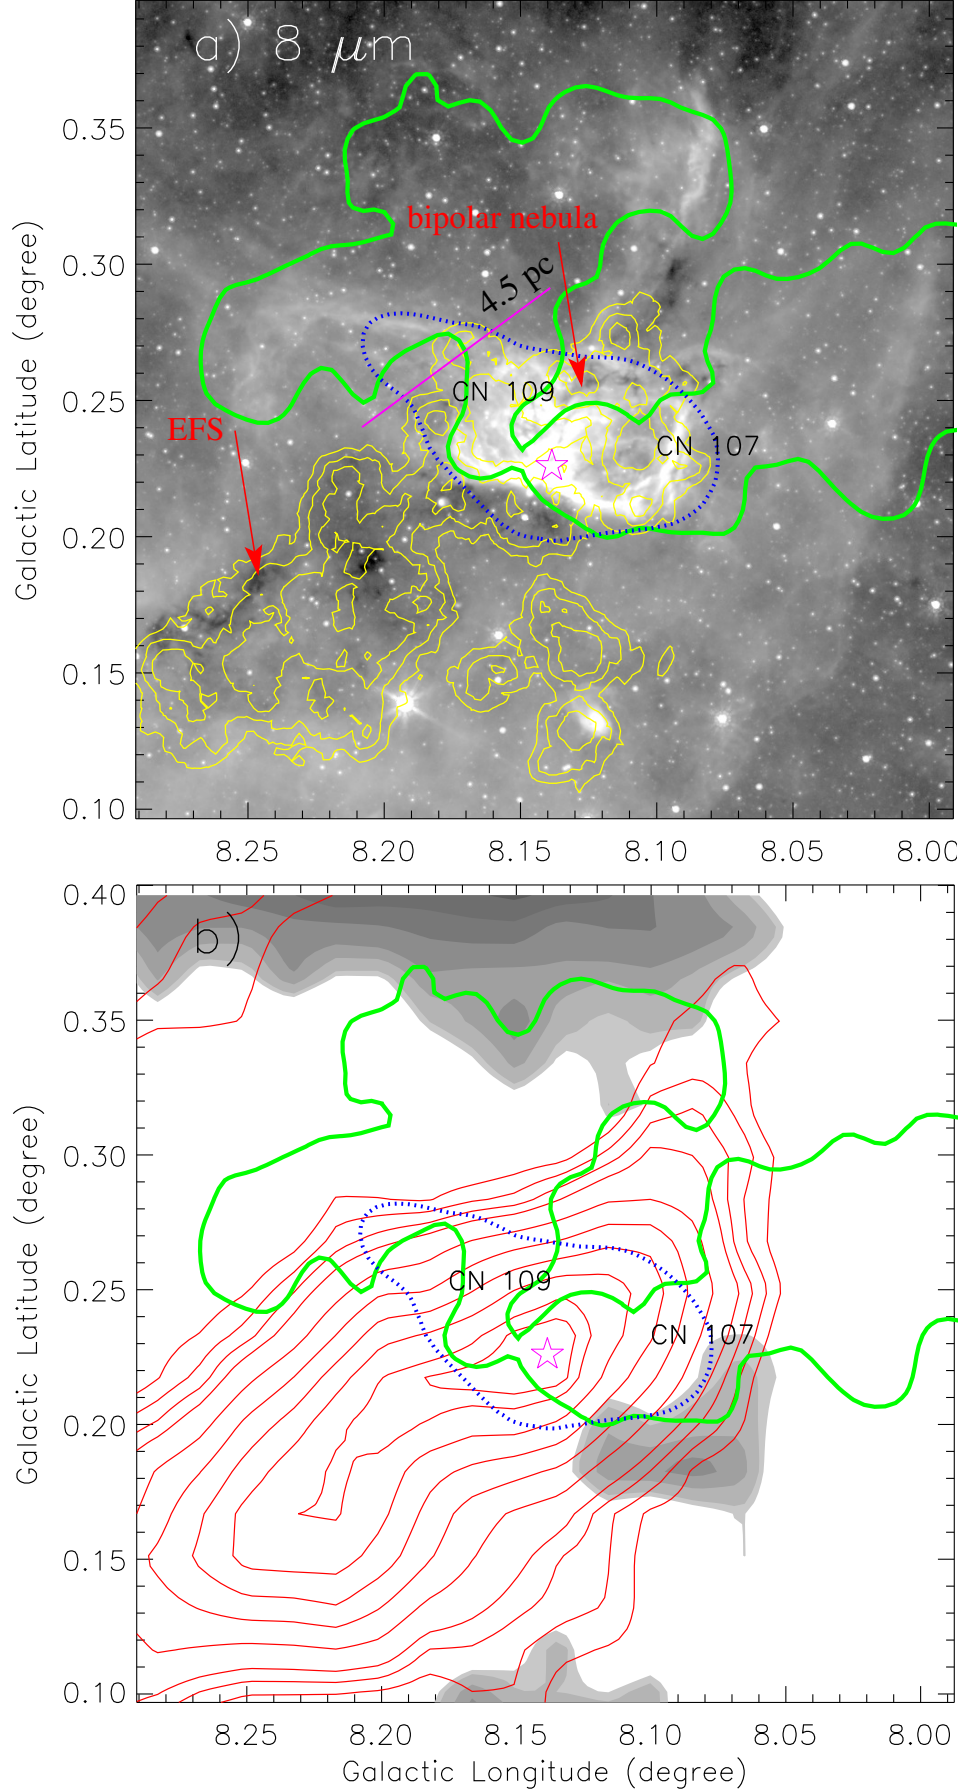 a) 8 μm
0.35
0.30
0.25
0.20
0.15
0.10
Galactic Latitude (degree)
bipolar nebula
4.5 pc
CN 109
CN 107
EFS
8.25
8.20
8.15
8.10
8.05
8.00
b)
0.40
0.35
0.30
0.25
0.20
0.15
0.10
Galactic Latitude (degree)
CN 109
CN 107
8.25
8.20
8.15
8.10
8.05
8.00
Galactic Longitude (degree)